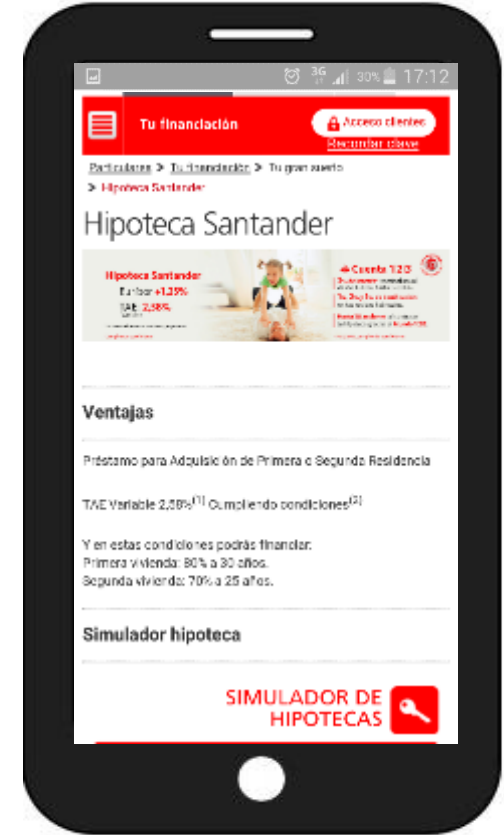 3G 30% 17:12
Tu financiación
Acceso clientes
Recordar clave
Particulares > Tu financiación > Tu gran sueño
> Hipoteca Santander
Hipoteca Santander
Hipoteca Santander
Euribor +1,25%
TAE 2,58%
Cuenta 1|2|3
Ventajas
Préstamo para Adquisición de Primera o Segunda Residencia
TAE Variable 2,58%(1) Cumpliendo condiciones(2)
Y en estas condiciones podrás financiar:
Primera vivienda: 80% a 30 años.
Segunda vivienda: 70% a 25 años.
Simulador hipoteca
SIMULADOR DE
HIPOTECAS